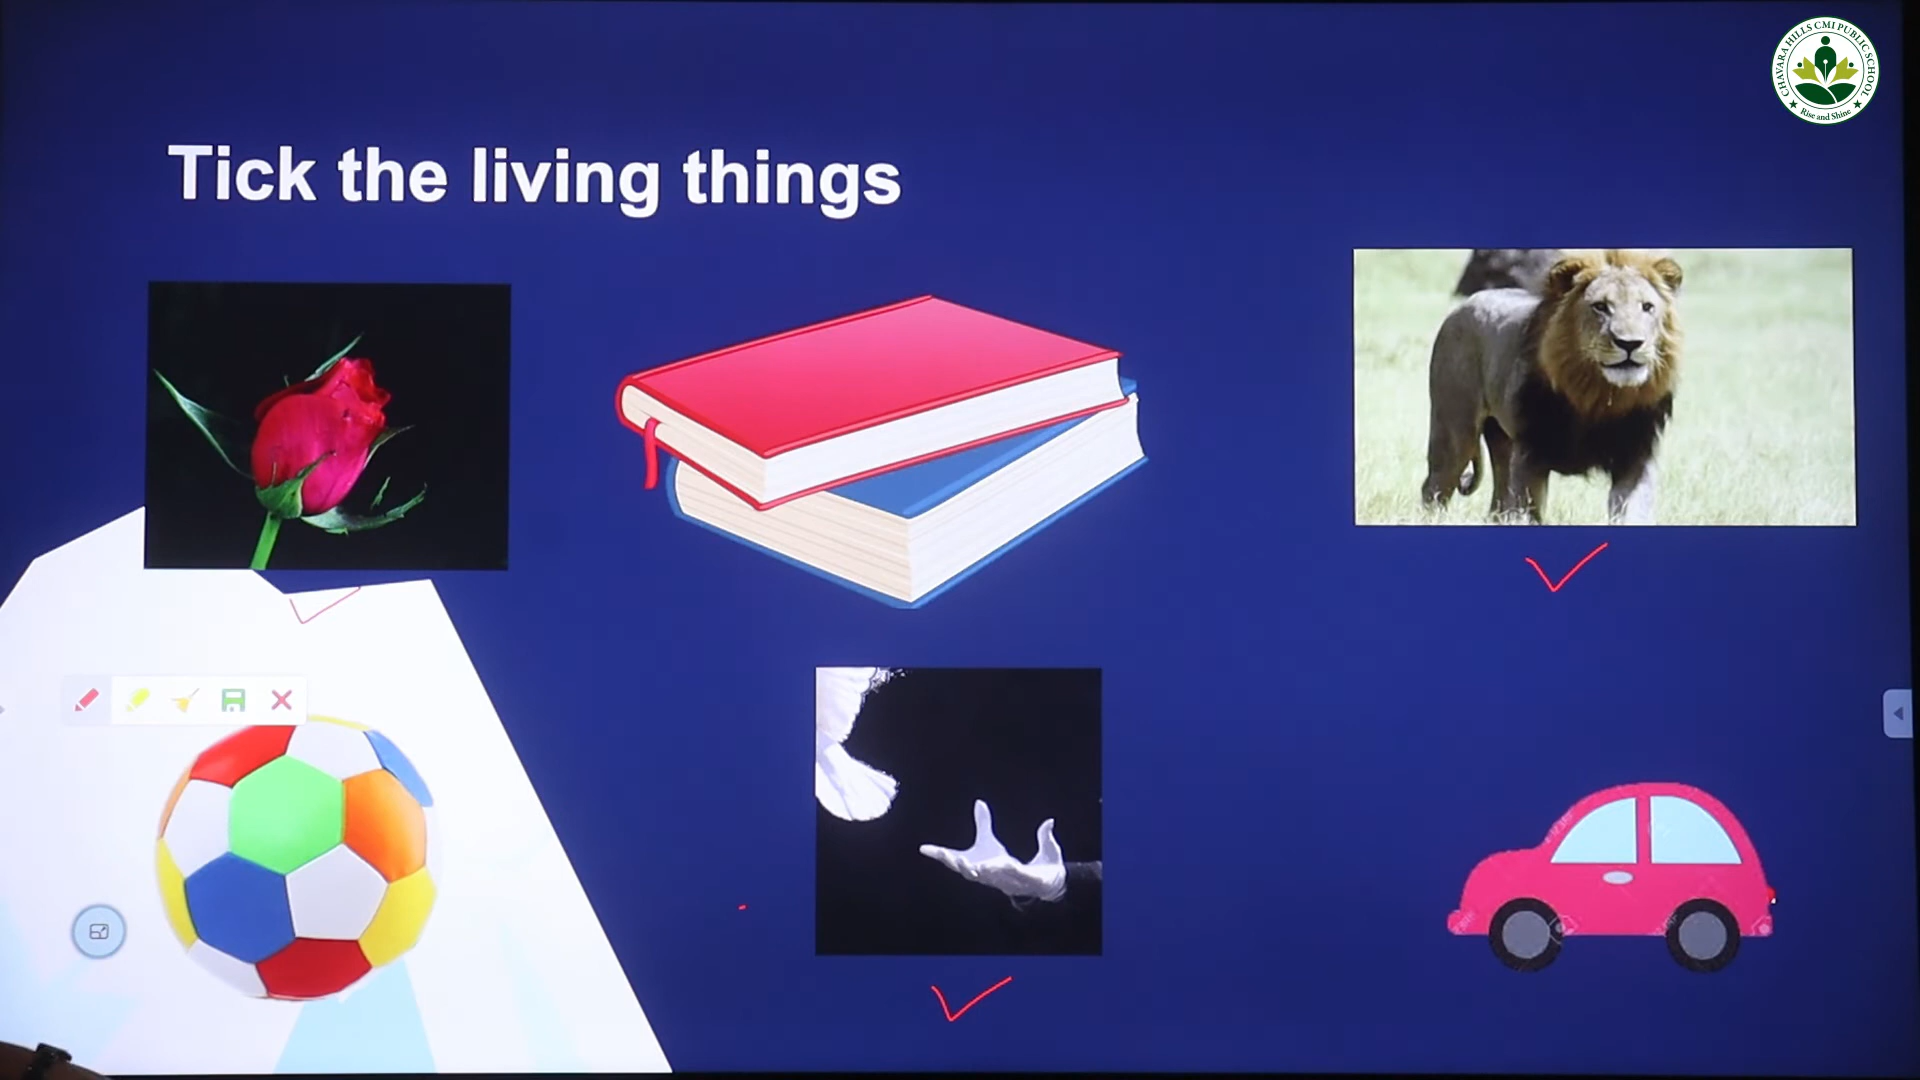 CHAVARA HILLS CMI PUBLIC SCHOOL
Rise and Shine
Tick the living things